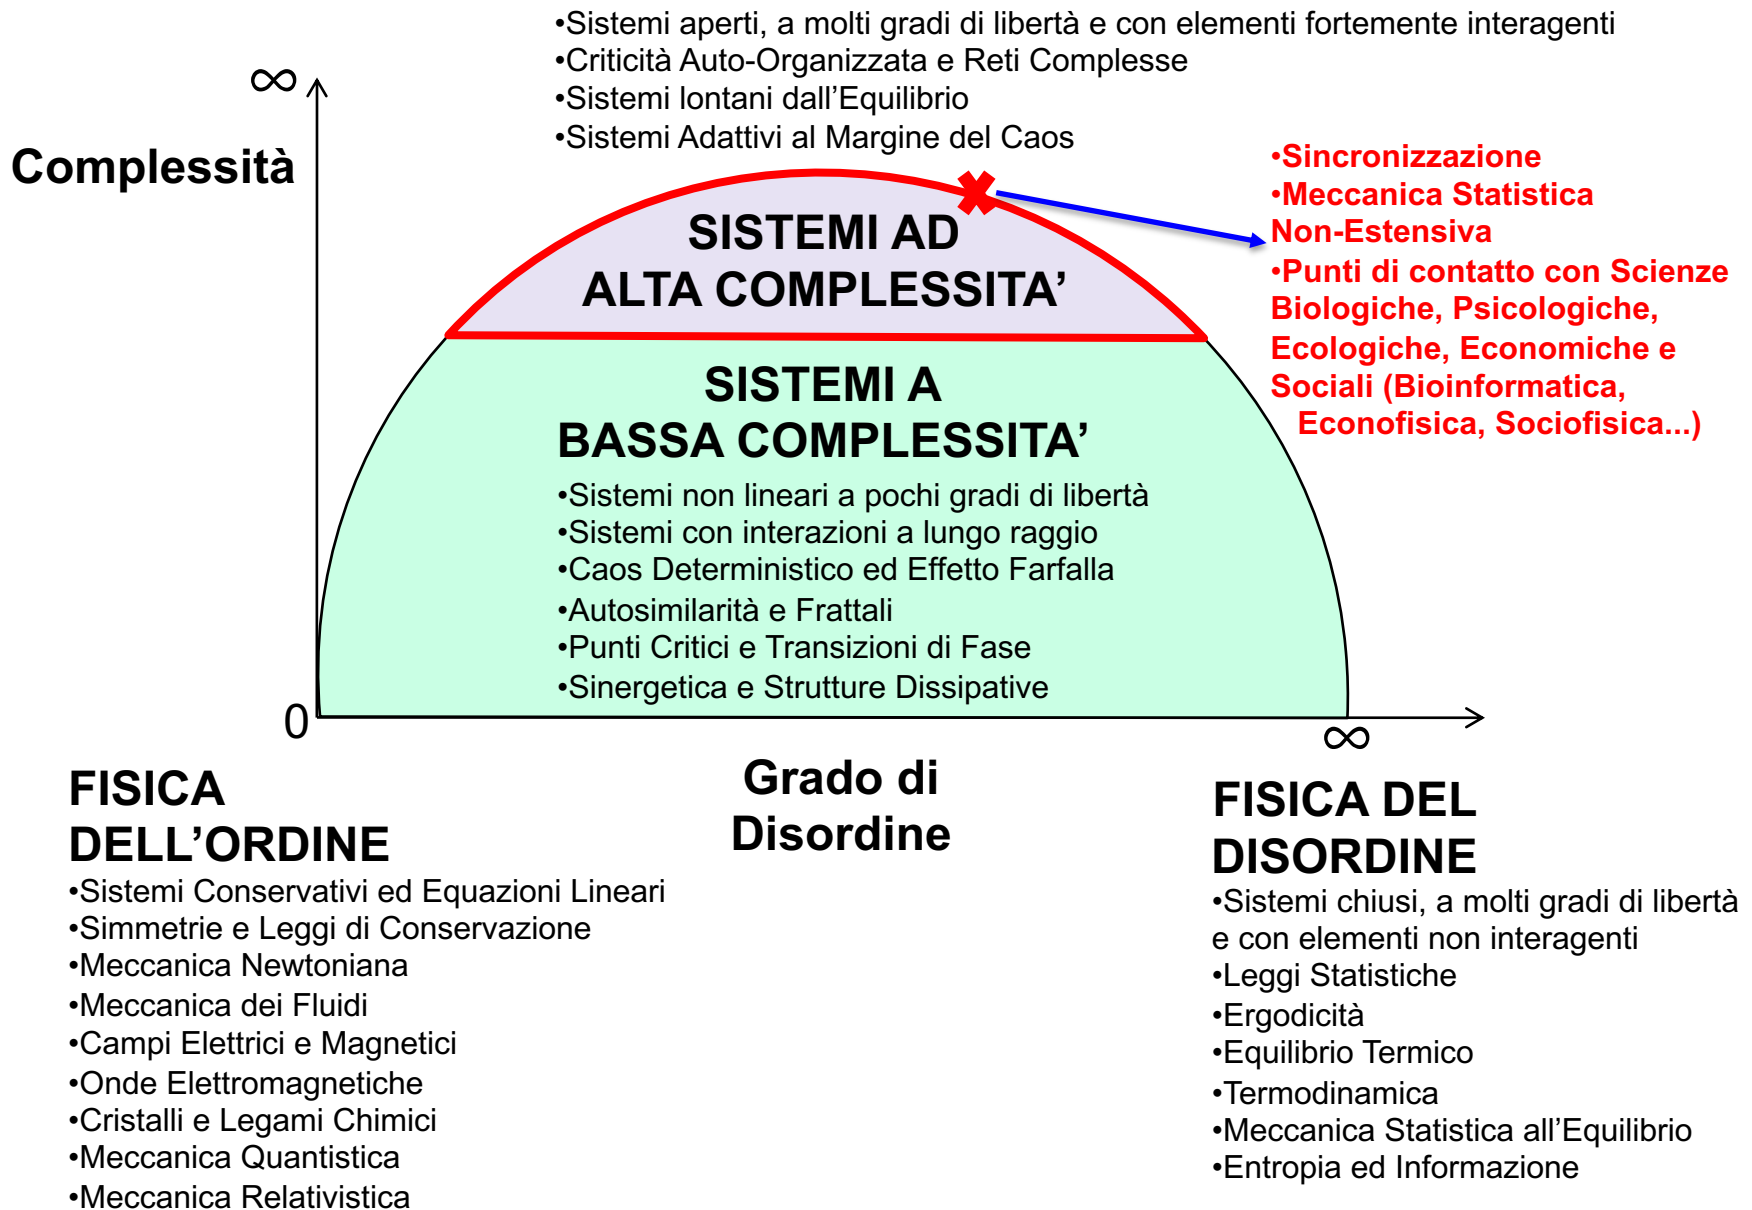 •Sistemi aperti, a molti gradi di libertà e con elementi fortemente interagenti
•Criticità Auto-Organizzata e Reti Complesse
•Sistemi lontani dall’Equilibrio
•Sistemi Adattivi al Margine del Caos
∞
Complessità
•Sincronizzazione
•Meccanica Statistica
Non-Estensiva
•Punti di contatto con Scienze
Biologiche, Psicologiche,
Ecologiche, Economiche e
Sociali (Bioinformatica,
Econofisica, Sociofisica...)
SISTEMI AD
ALTA COMPLESSITA’
SISTEMI A
BASSA COMPLESSITA’
•Sistemi non lineari a pochi gradi di libertà
•Sistemi con interazioni a lungo raggio
•Caos Deterministico ed Effetto Farfalla
•Autosimilarità e Frattali
•Punti Critici e Transizioni di Fase
•Sinergetica e Strutture Dissipative
0
∞
Grado di
Disordine
FISICA
DELL’ORDINE
•Sistemi Conservativi ed Equazioni Lineari
•Simmetrie e Leggi di Conservazione
•Meccanica Newtoniana
•Meccanica dei Fluidi
•Campi Elettrici e Magnetici
•Onde Elettromagnetiche
•Cristalli e Legami Chimici
•Meccanica Quantistica
•Meccanica Relativistica
FISICA DEL
DISORDINE
•Sistemi chiusi, a molti gradi di libertà
e con elementi non interagenti
•Leggi Statistiche
•Ergodicità
•Equilibrio Termico
•Termodinamica
•Meccanica Statistica all’Equilibrio
•Entropia ed Informazione